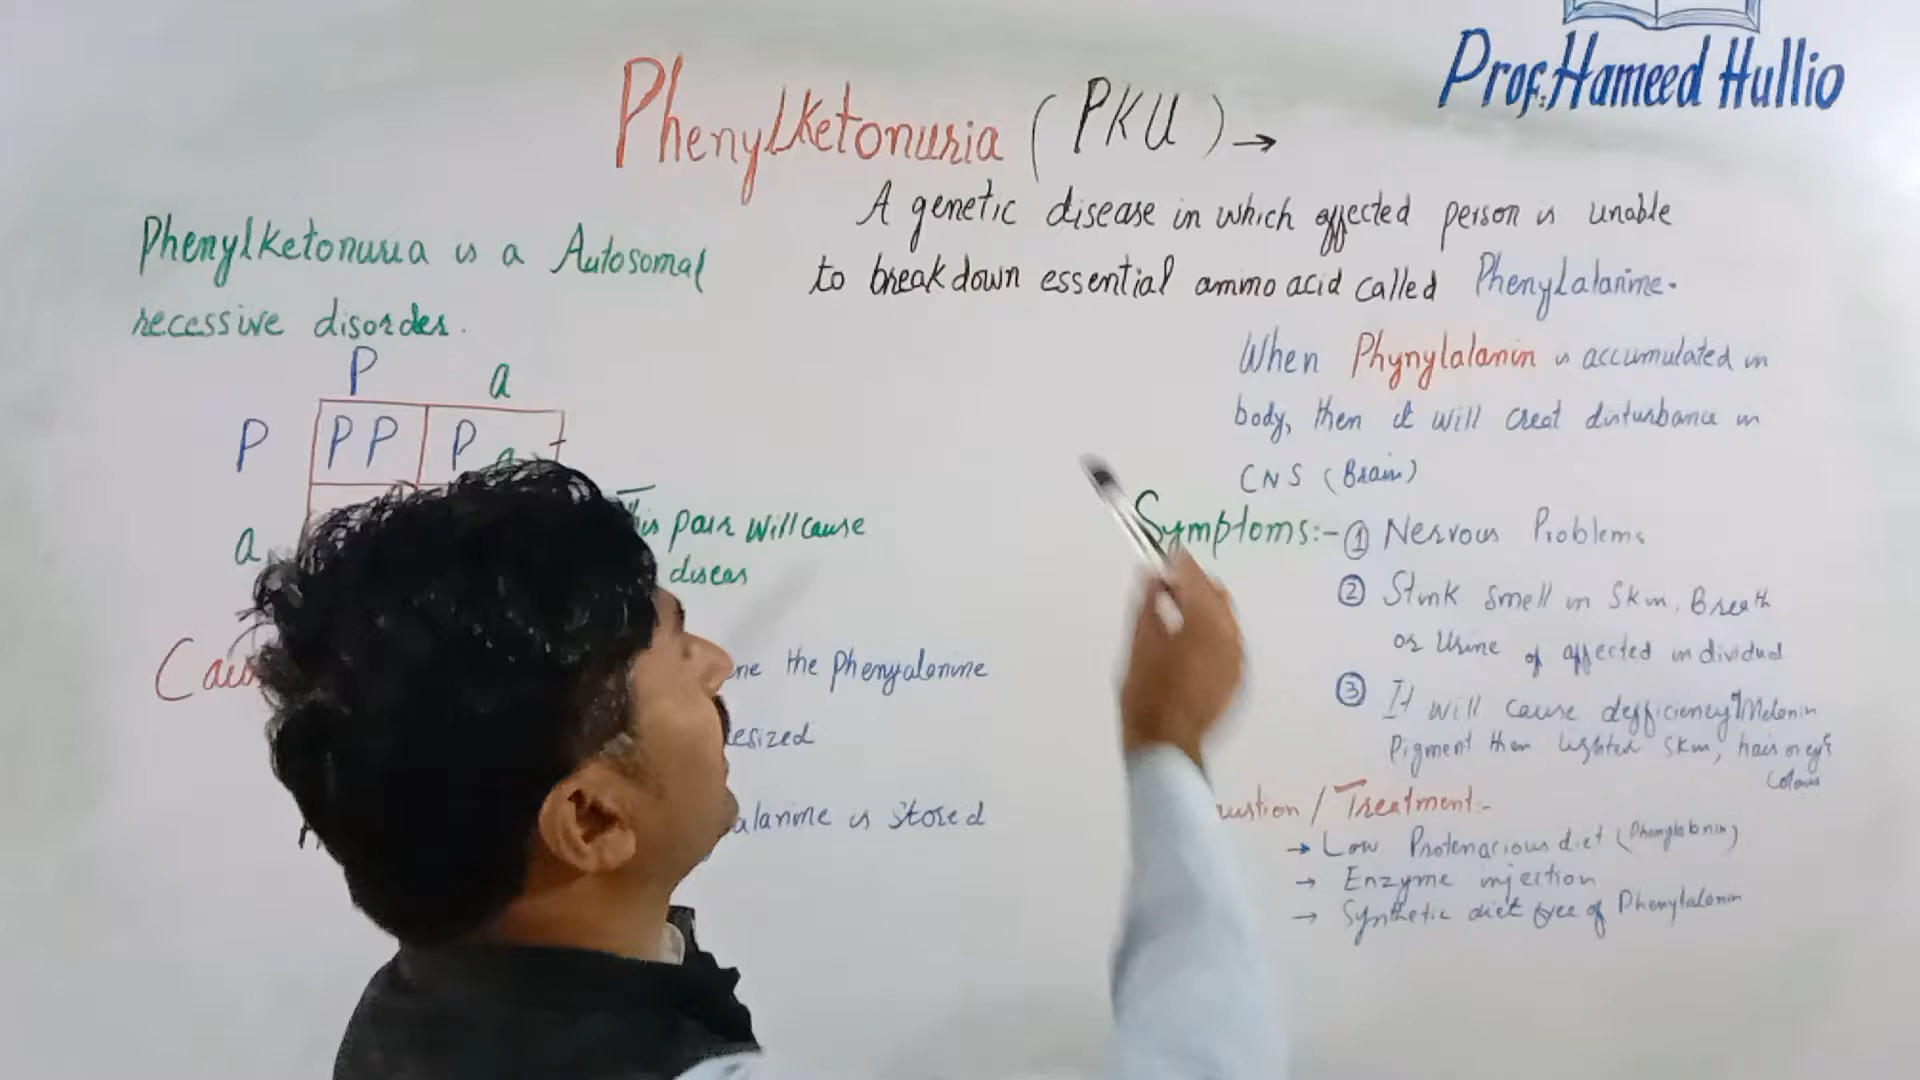 Prof. Hameed Hullio
Phenylketonuria (PKU) →
A genetic disease in which affected person is unable
to breakdown essential amino acid called Phenylalanine.
Phenylketonuria is a Autosomal
recessive disorder.
P a
P PP P a
a
This pair will cause
diseas
When Phynylalanin is accumulated in
body, then it will creat disturbance in
CNS (Brain)
Symptoms:- ① Nervous Problems
② Stink smell in Skin, Breath
or Urine of affected individual
③ It will cause defficiency of Melanin
Pigment then lighter skin, hair or eye
Colour
the Phenyalanine
is stored
/ Treatment:-
→ Low Protenacious diet
→ Enzyme injection
→ Synthetic diet free of Phenylalanin